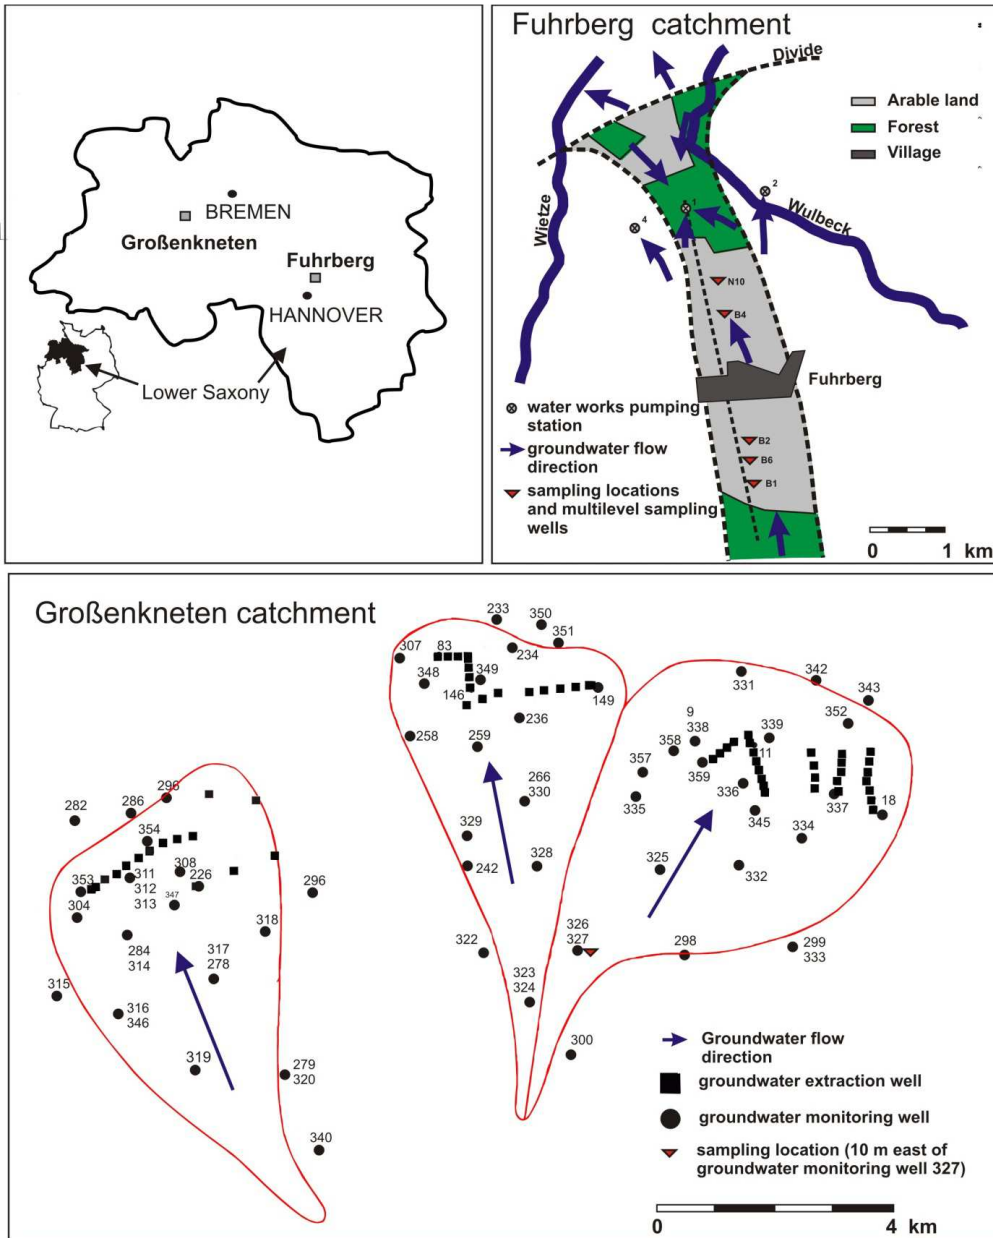 BREMEN
Großenkneten
Fuhrberg
HANNOVER
Lower Saxony
Fuhrberg catchment
Divide
Arable land
Forest
Village
Wietze
Wulbeck
2
1
4
N10
B4
Fuhrberg
B2
B6
B1
water works pumping
station
groundwater flow
direction
sampling locations
and multilevel sampling
wells
0 1 km
Großenkneten catchment
282
286
296
354
353
311
312
313
308
226
347
304
296
318
284
314
317
278
315
316
346
319
279
320
340
233
350
351
307
83
234
348
349
146
149
236
258
259
266
330
329
242
328
322
326
327
323
324
300
331
342
343
352
9
338
339
358
11
357
359
336
335
337
18
345
334
325
332
298
299
333
Groundwater flow
direction
groundwater extraction well
groundwater monitoring well
sampling location (10 m east of
groundwater monitoring well 327)
0 4 km